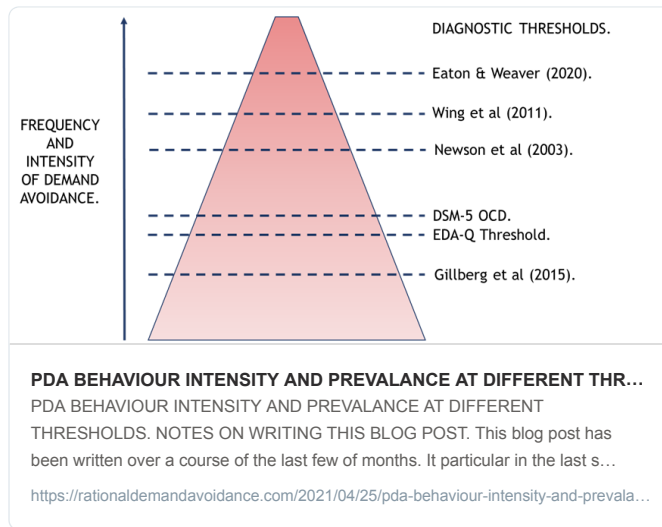 DIAGNOSTIC THRESHOLDS.
Eaton & Weaver (2020).
Wing et al (2011).
Newson et al (2003).
DSM-5 OCD.
EDA-Q Threshold.
Gillberg et al (2015).
FREQUENCY
AND
INTENSITY
OF DEMAND
AVOIDANCE.
PDA BEHAVIOUR INTENSITY AND PREVALANCE AT DIFFERENT THR...
PDA BEHAVIOUR INTENSITY AND PREVALANCE AT DIFFERENT
THRESHOLDS. NOTES ON WRITING THIS BLOG POST. This blog post has
been written over a course of the last few of months. It particular in the last s...
https://rationaldemandavoidance.com/2021/04/25/pda-behaviour-intensity-and-prevala...